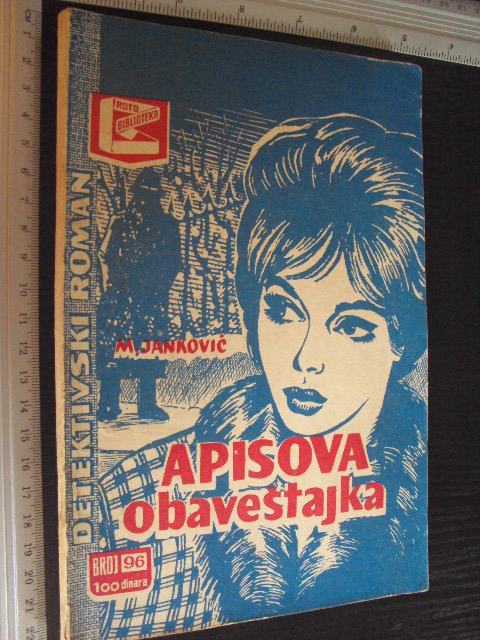 ROTO
BIBLIOTEKA
DETEKTIVSKI ROMAN
M. JANKOVIĆ
APISOVA
obaveštajka
BROJ 96
100 dinara